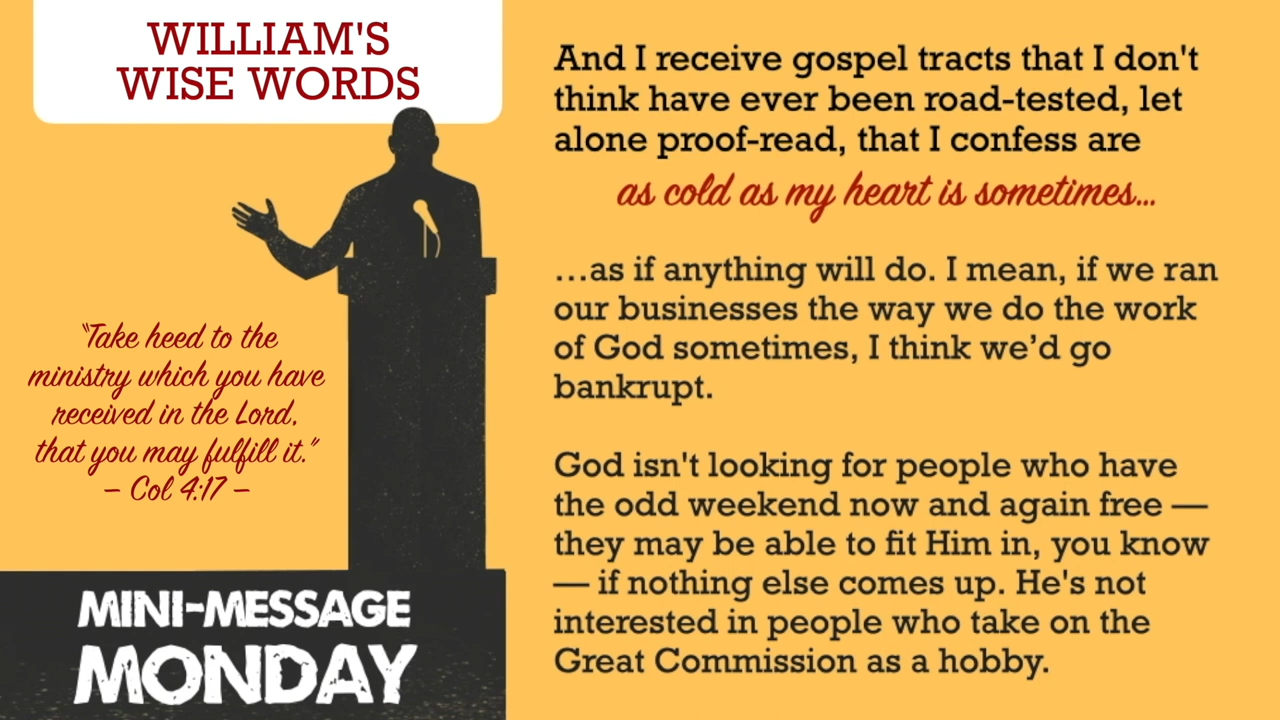 WILLIAM'S
WISE WORDS
"Take heed to the
ministry which you have
received in the Lord,
that you may fulfill it."
– Col 4:17 –
MINI-MESSAGE
MONDAY
And I receive gospel tracts that I don't
think have ever been road-tested, let
alone proof-read, that I confess are
as cold as my heart is sometimes...
...as if anything will do. I mean, if we ran
our businesses the way we do the work
of God sometimes, I think we’d go
bankrupt.
God isn't looking for people who have
the odd weekend now and again free —
they may be able to fit Him in, you know
— if nothing else comes up. He's not
interested in people who take on the
Great Commission as a hobby.